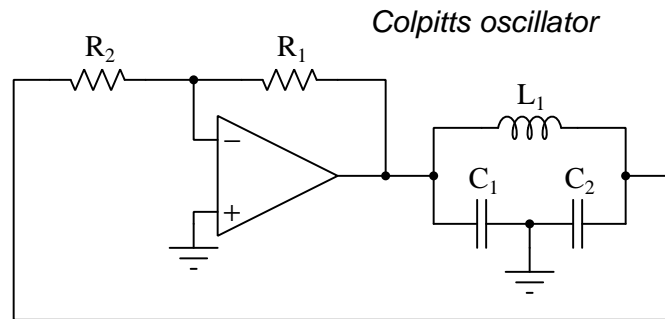 Colpitts oscillator
R₂
R₁
L₁
−
+
C₁
C₂